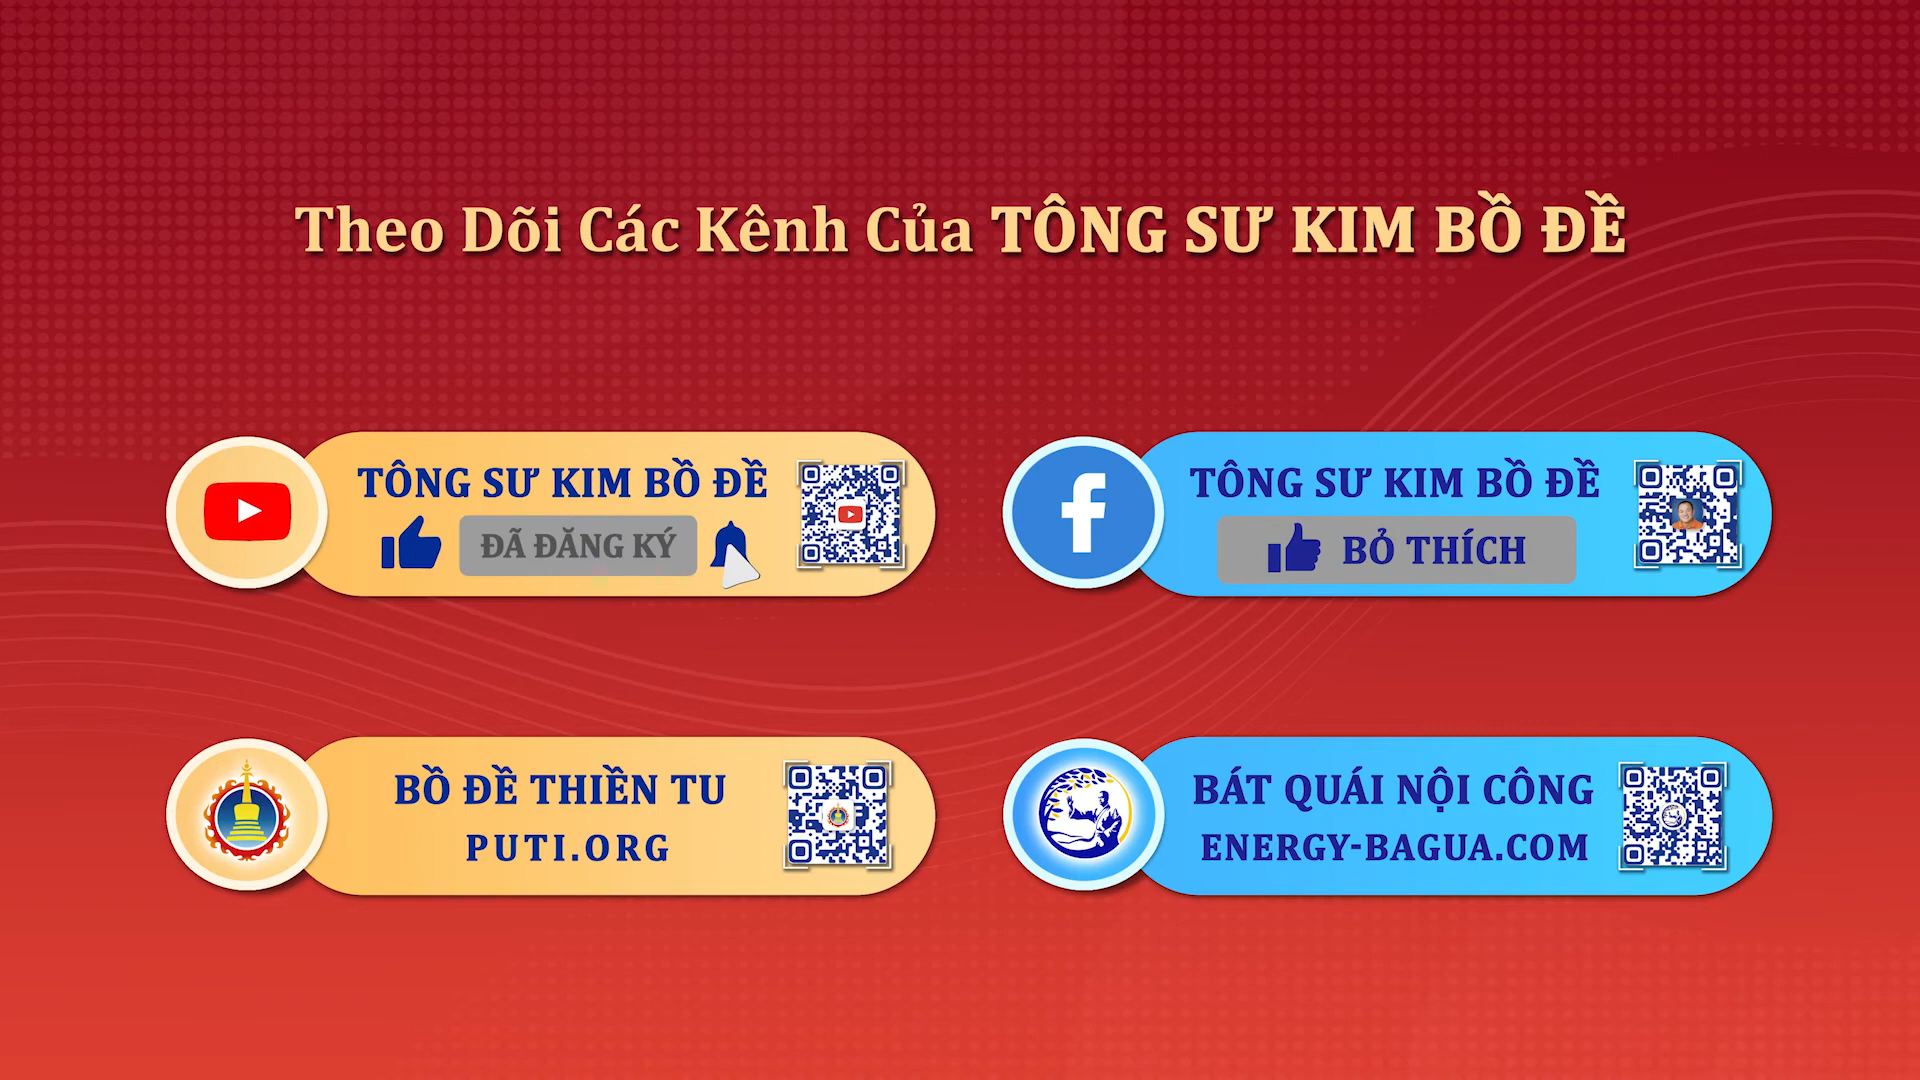 Theo Dõi Các Kênh Của TÔNG SƯ KIM BỒ ĐỀ
TÔNG SƯ KIM BỒ ĐỀ
ĐÃ ĐĂNG KÝ
TÔNG SƯ KIM BỒ ĐỀ
BỎ THÍCH
BỒ ĐỀ THIỀN TU
PUTI.ORG
BÁT QUÁI NỘI CÔNG
ENERGY-BAGUA.COM